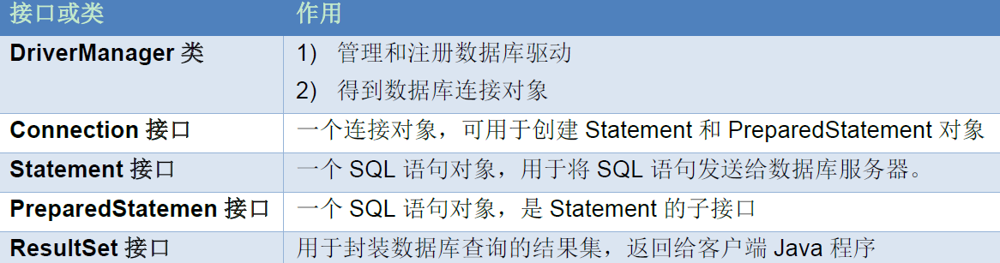 接口或类 作用
DriverManager 类 1) 管理和注册数据库驱动
2) 得到数据库连接对象
Connection 接口 一个连接对象，可用于创建 Statement 和 PreparedStatement 对象
Statement 接口 一个 SQL 语句对象，用于将 SQL 语句发送给数据库服务器。
PreparedStatemen 接口 一个 SQL 语句对象，是 Statement 的子接口
ResultSet 接口 用于封装数据库查询的结果集，返回给客户端 Java 程序